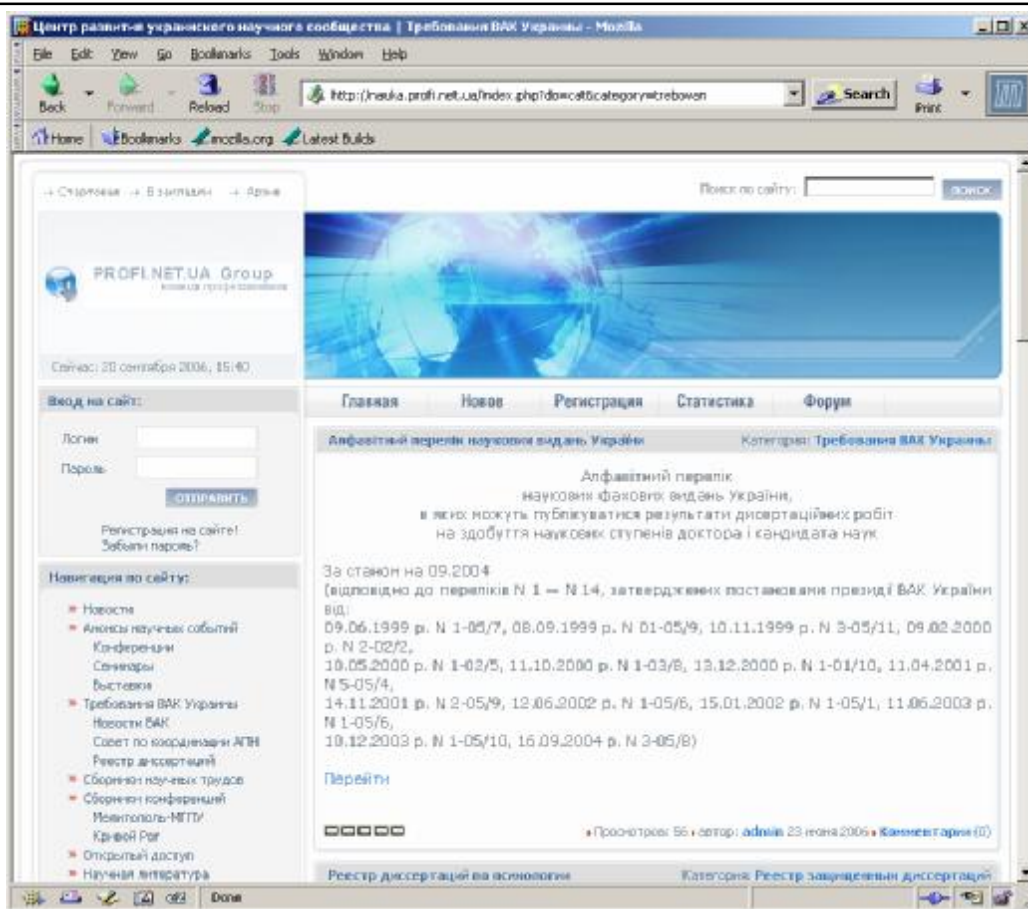 Центр развития украинского научного сообщества | Требования ВАК Украины - Mozilla
File Edit View Go Bookmarks Tools Window Help
Back Forward Reload Stop http://nauka.profi.net.ua/index.php?do=cat&category=trebowan Search Print
Home Bookmarks mozilla.org Latest Builds
→ Стартовая → В закладки → Архив
Поиск по сайту: ПОИСК
PROFI.NET.UA Group
команда профессионалов
Сейчас: 20 сентября 2006, 15:40
Вход на сайт:
Логин
Пароль
ОТПРАВИТЬ
Регистрация на сайте!
Забыли пароль?
Навигация по сайту:
Новости
Анонсы научных событий
Конференции
Семинары
Выставки
Требования ВАК Украины
Новости ВАК
Совет по координации АПН
Реестр диссертаций
Сборники научных трудов
Сборники конференций
Мелитополь-МГПУ
Кривой Рог
Открытый доступ
Научная литература
Главная Новое Регистрация Статистика Форум
Алфавітний перелік наукових видань України Категория: Требования ВАК Украины
Алфавітний перелік
наукових фахових видань України,
в яких можуть публікуватися результати дисертаційних робіт
на здобуття наукових ступенів доктора і кандидата наук
За станом на 09.2004
(відповідно до переліків N 1 — N 14, затверджених постановами президії ВАК України
від:
09.06.1999 р. N 1-05/7, 08.09.1999 р. N 01-05/9, 10.11.1999 р. N 3-05/11, 09.02.2000
р. N 2-02/2,
10.05.2000 р. N 1-02/5, 11.10.2000 р. N 1-03/8, 13.12.2000 р. N 1-01/10, 11.04.2001 р.
N 5-05/4,
14.11.2001 р. N 2-05/9, 12.06.2002 р. N 1-05/6, 15.01.2002 р. N 1-05/1, 11.06.2003 р.
N 1-05/6,
10.12.2003 р. N 1-05/10, 16.09.2004 р. N 3-05/8)
Перейти
Просмотров: 56 автор: admin 23 июня 2006 Комментарии (0)
Реестр диссертаций по психологии Категория: Реестр защищенных диссертаций
Done